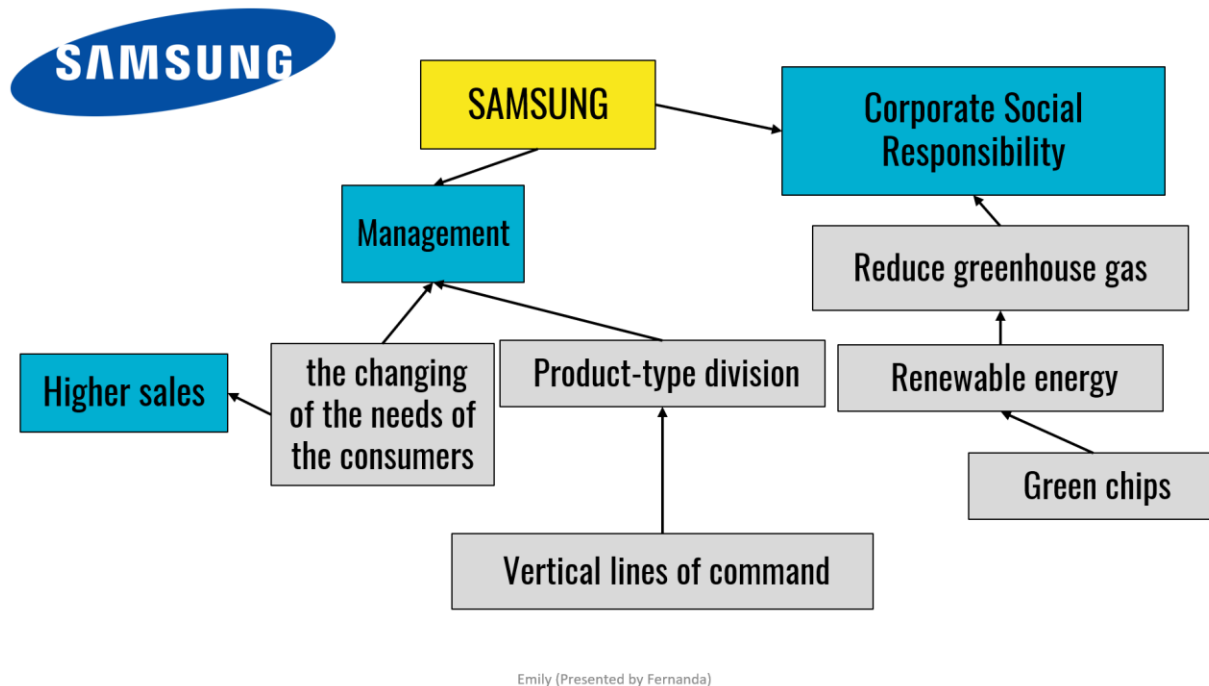 SAMSUNG
SAMSUNG
Corporate Social
Responsibility
Management
Reduce greenhouse gas
Higher sales
the changing
of the needs of
the consumers
Product-type division
Renewable energy
Green chips
Vertical lines of command
Emily (Presented by Fernanda)